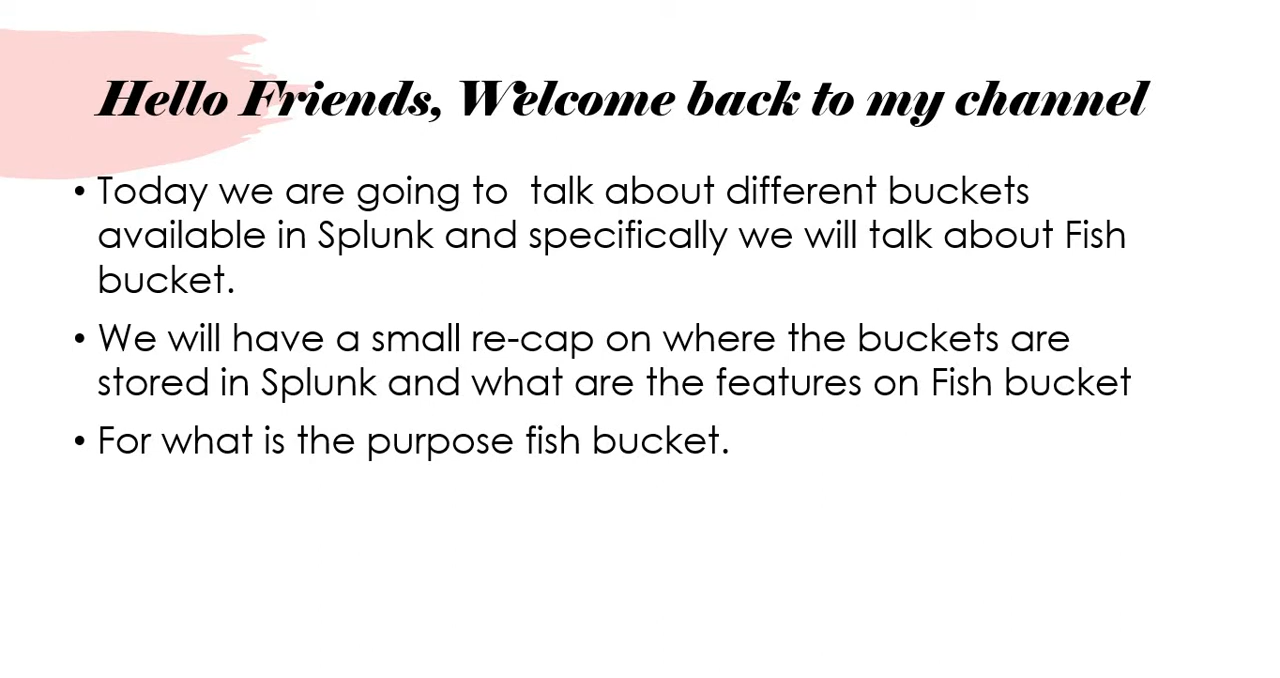 Hello Friends, Welcome back to my channel
• Today we are going to  talk about different buckets
available in Splunk and specifically we will talk about Fish
bucket.
• We will have a small re-cap on where the buckets are
stored in Splunk and what are the features on Fish bucket
• For what is the purpose fish bucket.